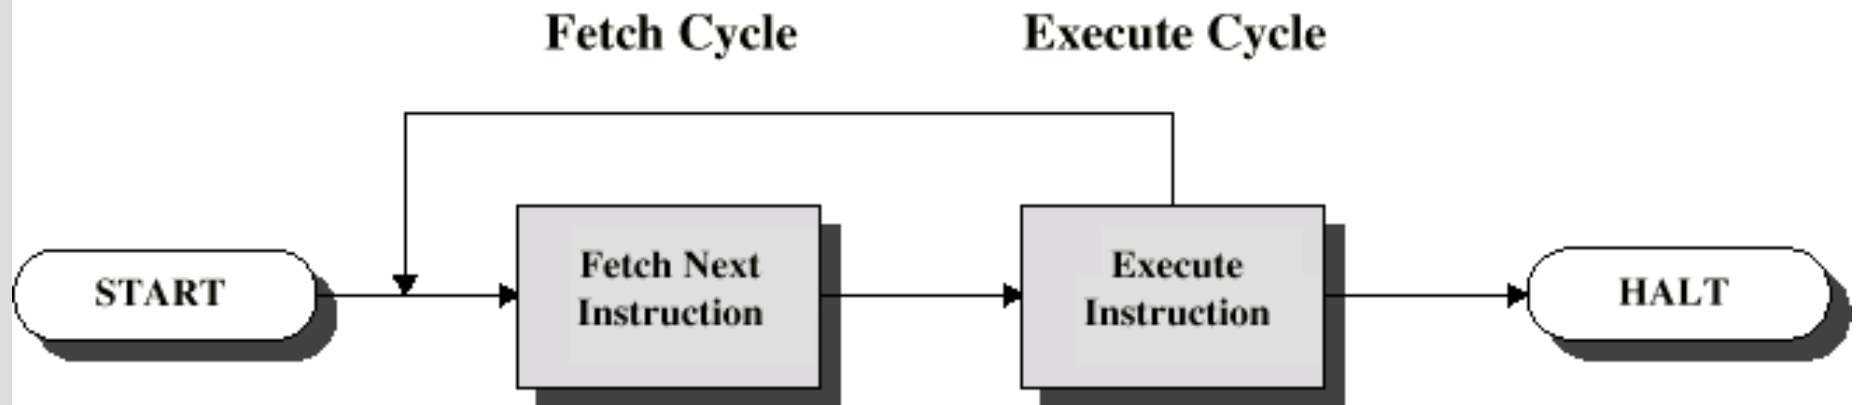 Fetch Cycle
Execute Cycle
START
Fetch Next
Instruction
Execute
Instruction
HALT